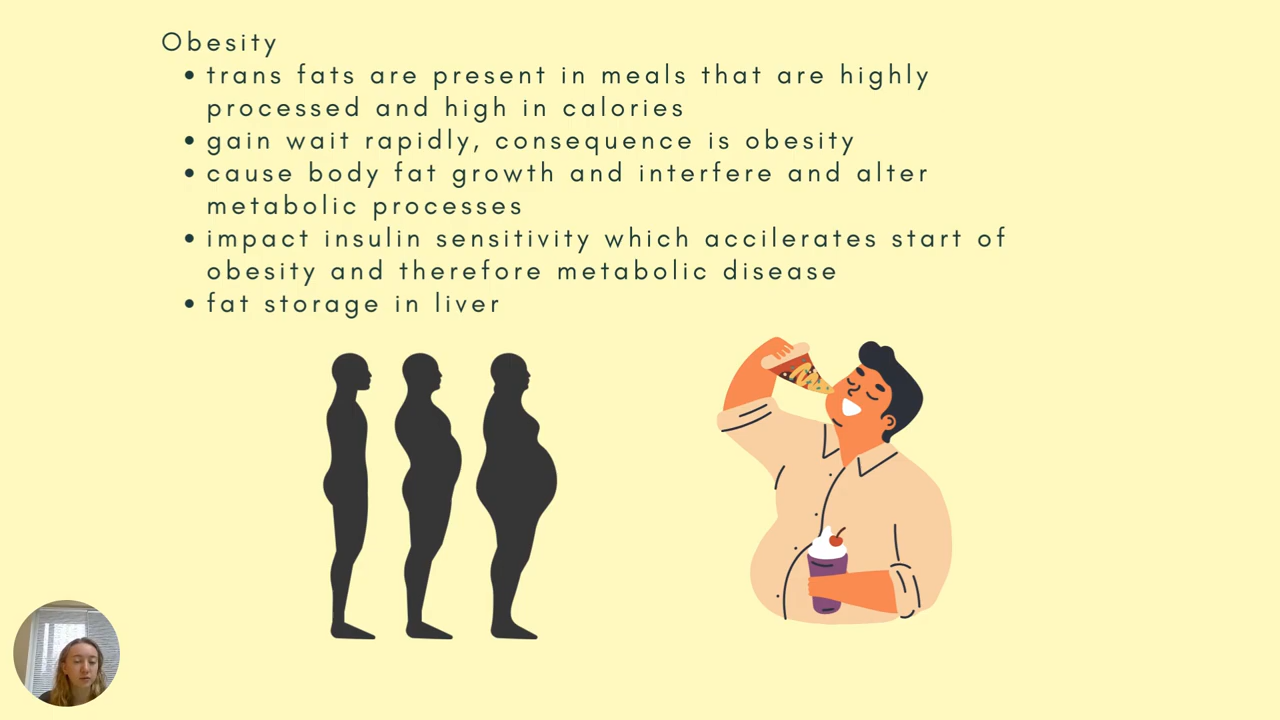 Obesity
• trans fats are present in meals that are highly
processed and high in calories
• gain wait rapidly, consequence is obesity
• cause body fat growth and interfere and alter
metabolic processes
• impact insulin sensitivity which accilerates start of
obesity and therefore metabolic disease
• fat storage in liver